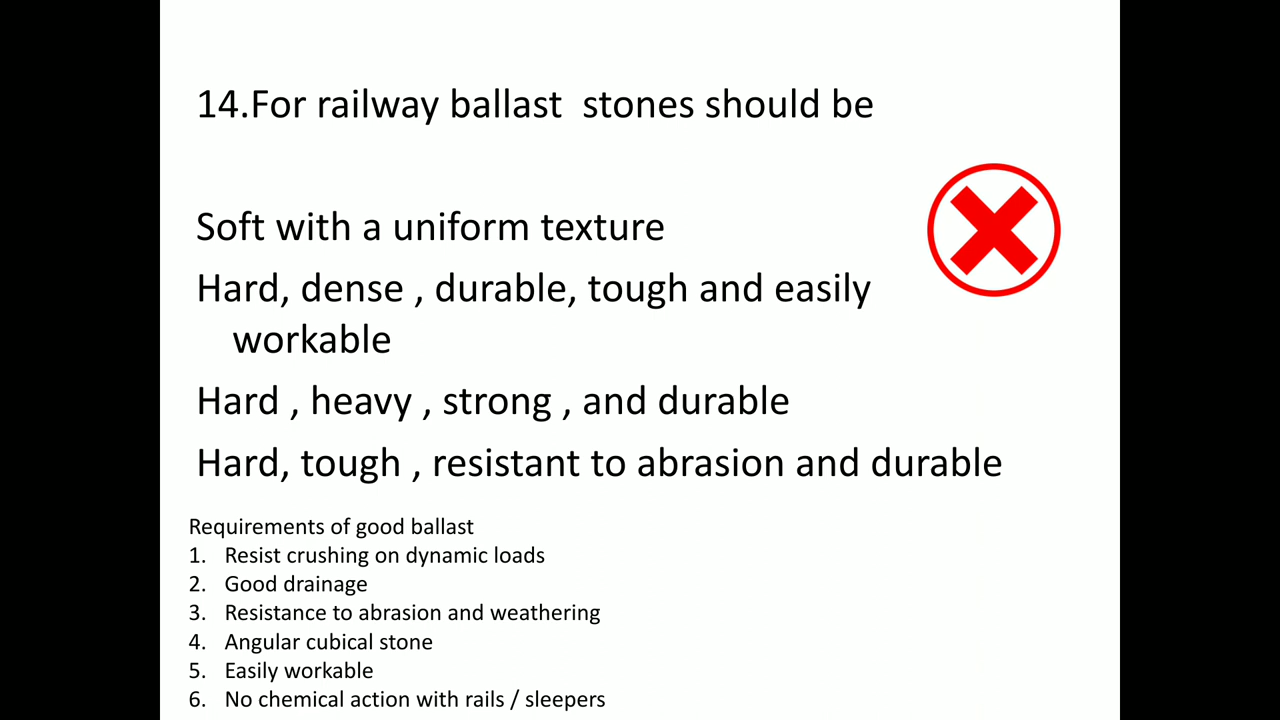 14.For railway ballast  stones should be
Soft with a uniform texture
Hard, dense , durable, tough and easily
workable
Hard , heavy , strong , and durable
Hard, tough , resistant to abrasion and durable
Requirements of good ballast
1. Resist crushing on dynamic loads
2. Good drainage
3. Resistance to abrasion and weathering
4. Angular cubical stone
5. Easily workable
6. No chemical action with rails / sleepers